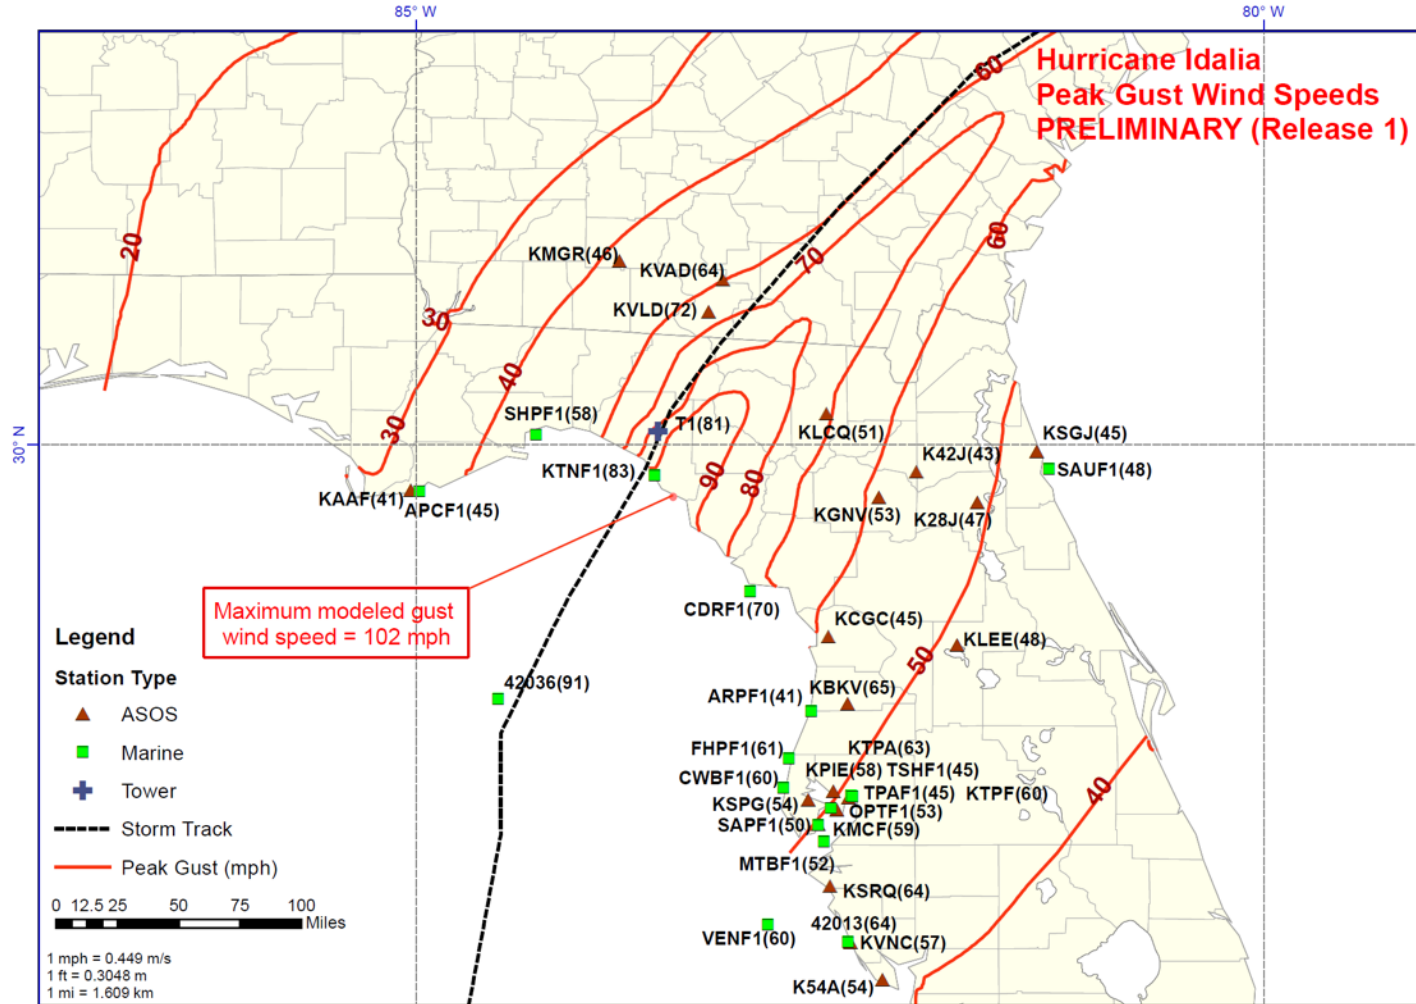 85° W
80° W
Hurricane Idalia
Peak Gust Wind Speeds
PRELIMINARY (Release 1)
60
20
KMGR(46)
KVAD(64)
70
60
KVLD(72)
30
40
SHPF1(58)
30
T1(81)
KLCQ(51)
KSGJ(45)
30° N
K42J(43)
SAUF1(48)
KTNF1(83)
90
80
KAAF(41)
APCF1(45)
KGNV(53)
K28J(47)
CDRF1(70)
Maximum modeled gust
wind speed = 102 mph
KCGC(45)
KLEE(48)
50
42036(91)
KBKV(65)
ARPF1(41)
FHPF1(61)
KTPA(63)
KPIE(58) TSHF1(45)
CWBF1(60)
TPAF1(45)
KTPF(60)
40
KSPG(54)
OPTF1(53)
SAPF1(50)
KMCF(59)
MTBF1(52)
KSRQ(64)
42013(64)
VENF1(60)
KVNC(57)
K54A(54)
Legend
Station Type
ASOS
Marine
Tower
Storm Track
Peak Gust (mph)
0 12.5 25 50 75 100
Miles
1 mph = 0.449 m/s
1 ft = 0.3048 m
1 mi = 1.609 km